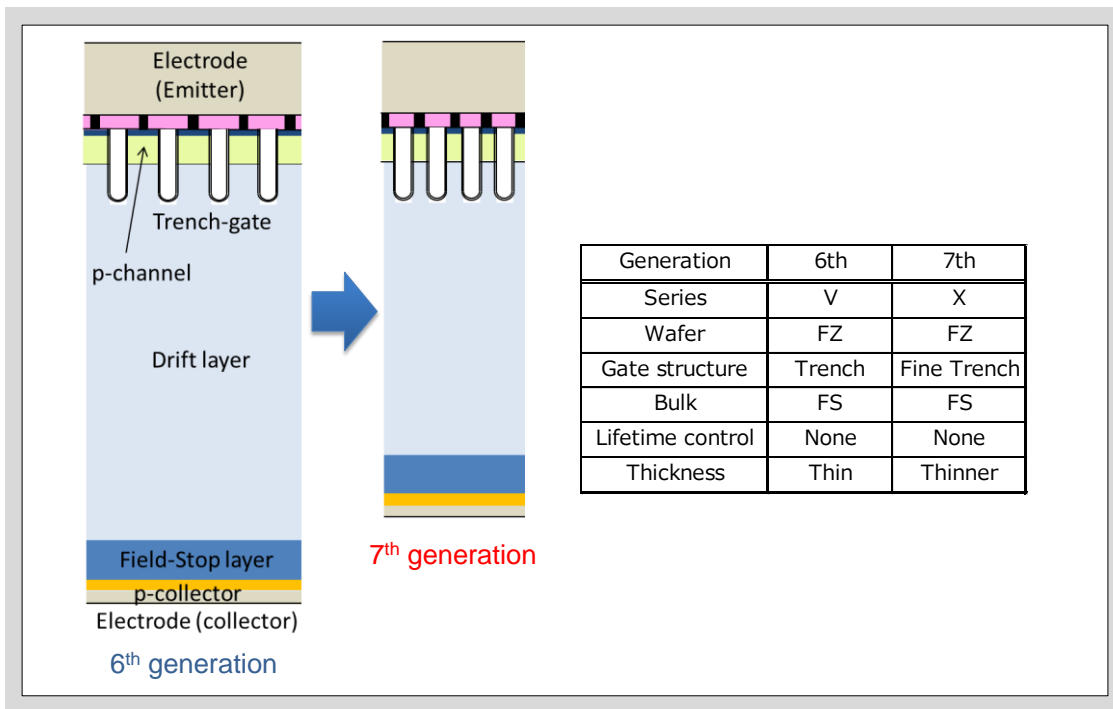 Electrode
(Emitter)
Trench-gate
p-channel
Drift layer
Field-Stop layer
p-collector
Electrode (collector)
6th generation
7th generation
Generation 6th 7th
Series V X
Wafer FZ FZ
Gate structure Trench Fine Trench
Bulk FS FS
Lifetime control None None
Thickness Thin Thinner